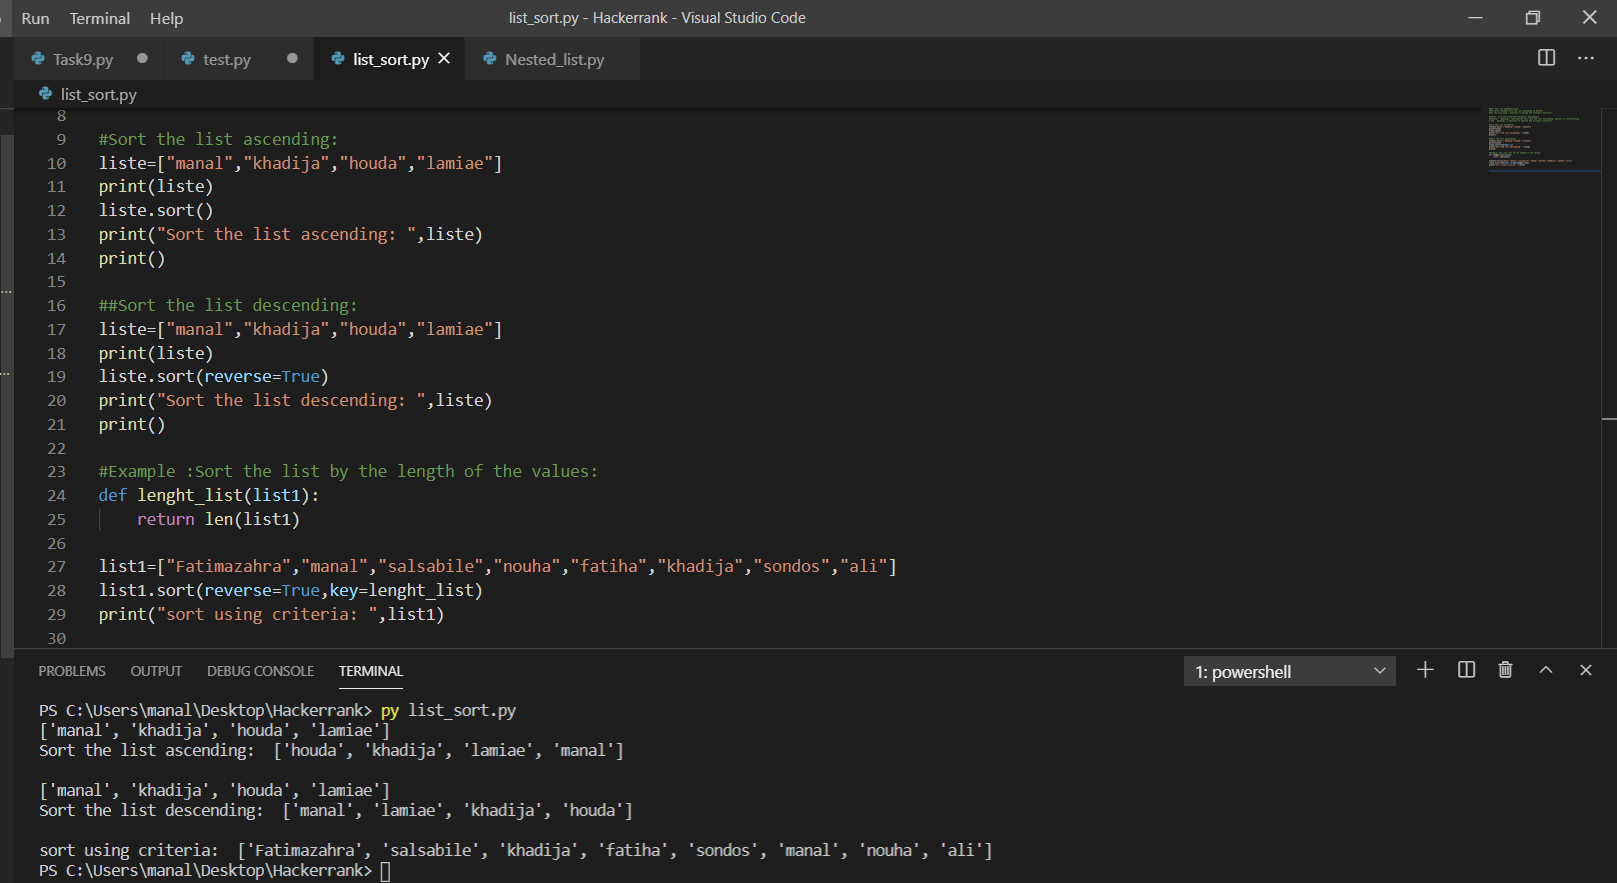 Run Terminal Help
list_sort.py - Hackerrank - Visual Studio Code
Task9.py test.py list_sort.py Nested_list.py
list_sort.py
8
9 #Sort the list ascending:
10 liste=["manal","khadija","houda","lamiae"]
11 print(liste)
12 liste.sort()
13 print("Sort the list ascending: ",liste)
14 print()
15
16 ##Sort the list descending:
17 liste=["manal","khadija","houda","lamiae"]
18 print(liste)
19 liste.sort(reverse=True)
20 print("Sort the list descending: ",liste)
21 print()
22
23 #Example :Sort the list by the length of the values:
24 def lenght_list(list1):
25     return len(list1)
26
27 list1=["Fatimazahra","manal","salsabile","nouha","fatiha","khadija","sondos","ali"]
28 list1.sort(reverse=True,key=lenght_list)
29 print("sort using criteria: ",list1)
30
PROBLEMS OUTPUT DEBUG CONSOLE TERMINAL 1: powershell
PS C:\Users\manal\Desktop\Hackerrank> py list_sort.py
['manal', 'khadija', 'houda', 'lamiae']
Sort the list ascending:  ['houda', 'khadija', 'lamiae', 'manal']
['manal', 'khadija', 'houda', 'lamiae']
Sort the list descending:  ['manal', 'lamiae', 'khadija', 'houda']
sort using criteria:  ['Fatimazahra', 'salsabile', 'khadija', 'fatiha', 'sondos', 'manal', 'nouha', 'ali']
PS C:\Users\manal\Desktop\Hackerrank>